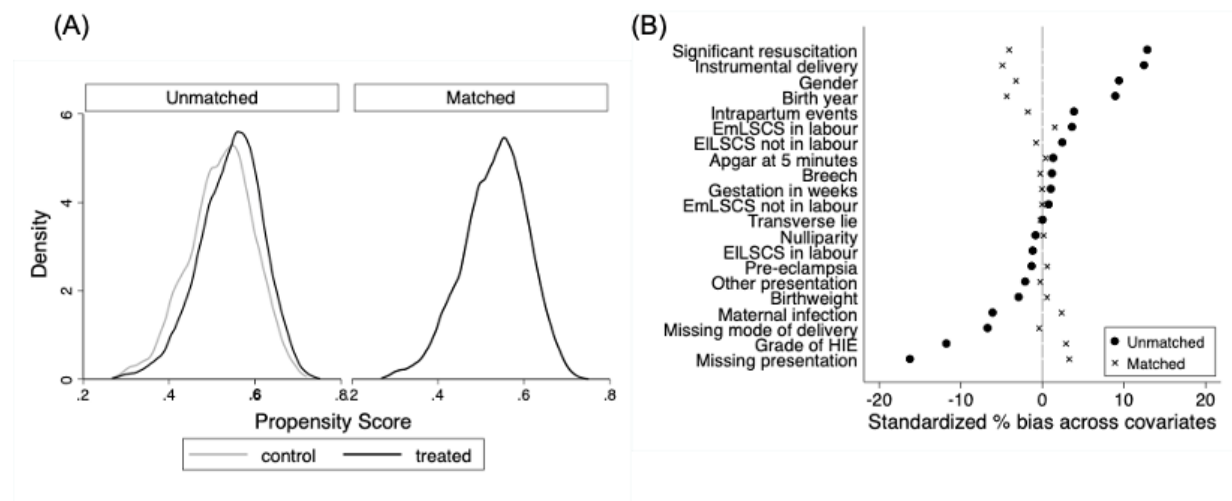 (A)
Unmatched
Matched
Density
0
2
4
6
.2
.4
.6
.8
.2
.4
.6
.8
Propensity Score
control
treated
(B)
Significant resuscitation
Instrumental delivery
Gender
Birth year
Intrapartum events
EmLSCS in labour
ElLSCS not in labour
Apgar at 5 minutes
Breech
Gestation in weeks
EmLSCS not in labour
Transverse lie
Nulliparity
ElLSCS in labour
Pre-eclampsia
Other presentation
Birthweight
Maternal infection
Missing mode of delivery
Grade of HIE
Missing presentation
Unmatched
Matched
-20
-10
0
10
20
Standardized % bias across covariates